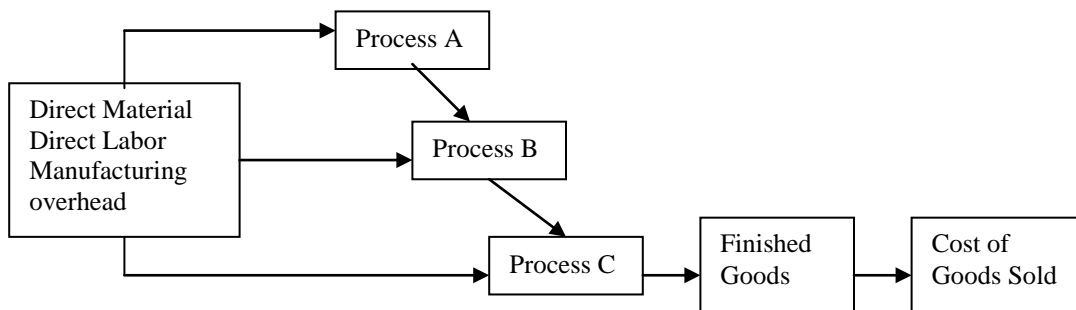 Process A
Direct Material
Direct Labor
Manufacturing
overhead
Process B
Process C
Finished
Goods
Cost of
Goods Sold